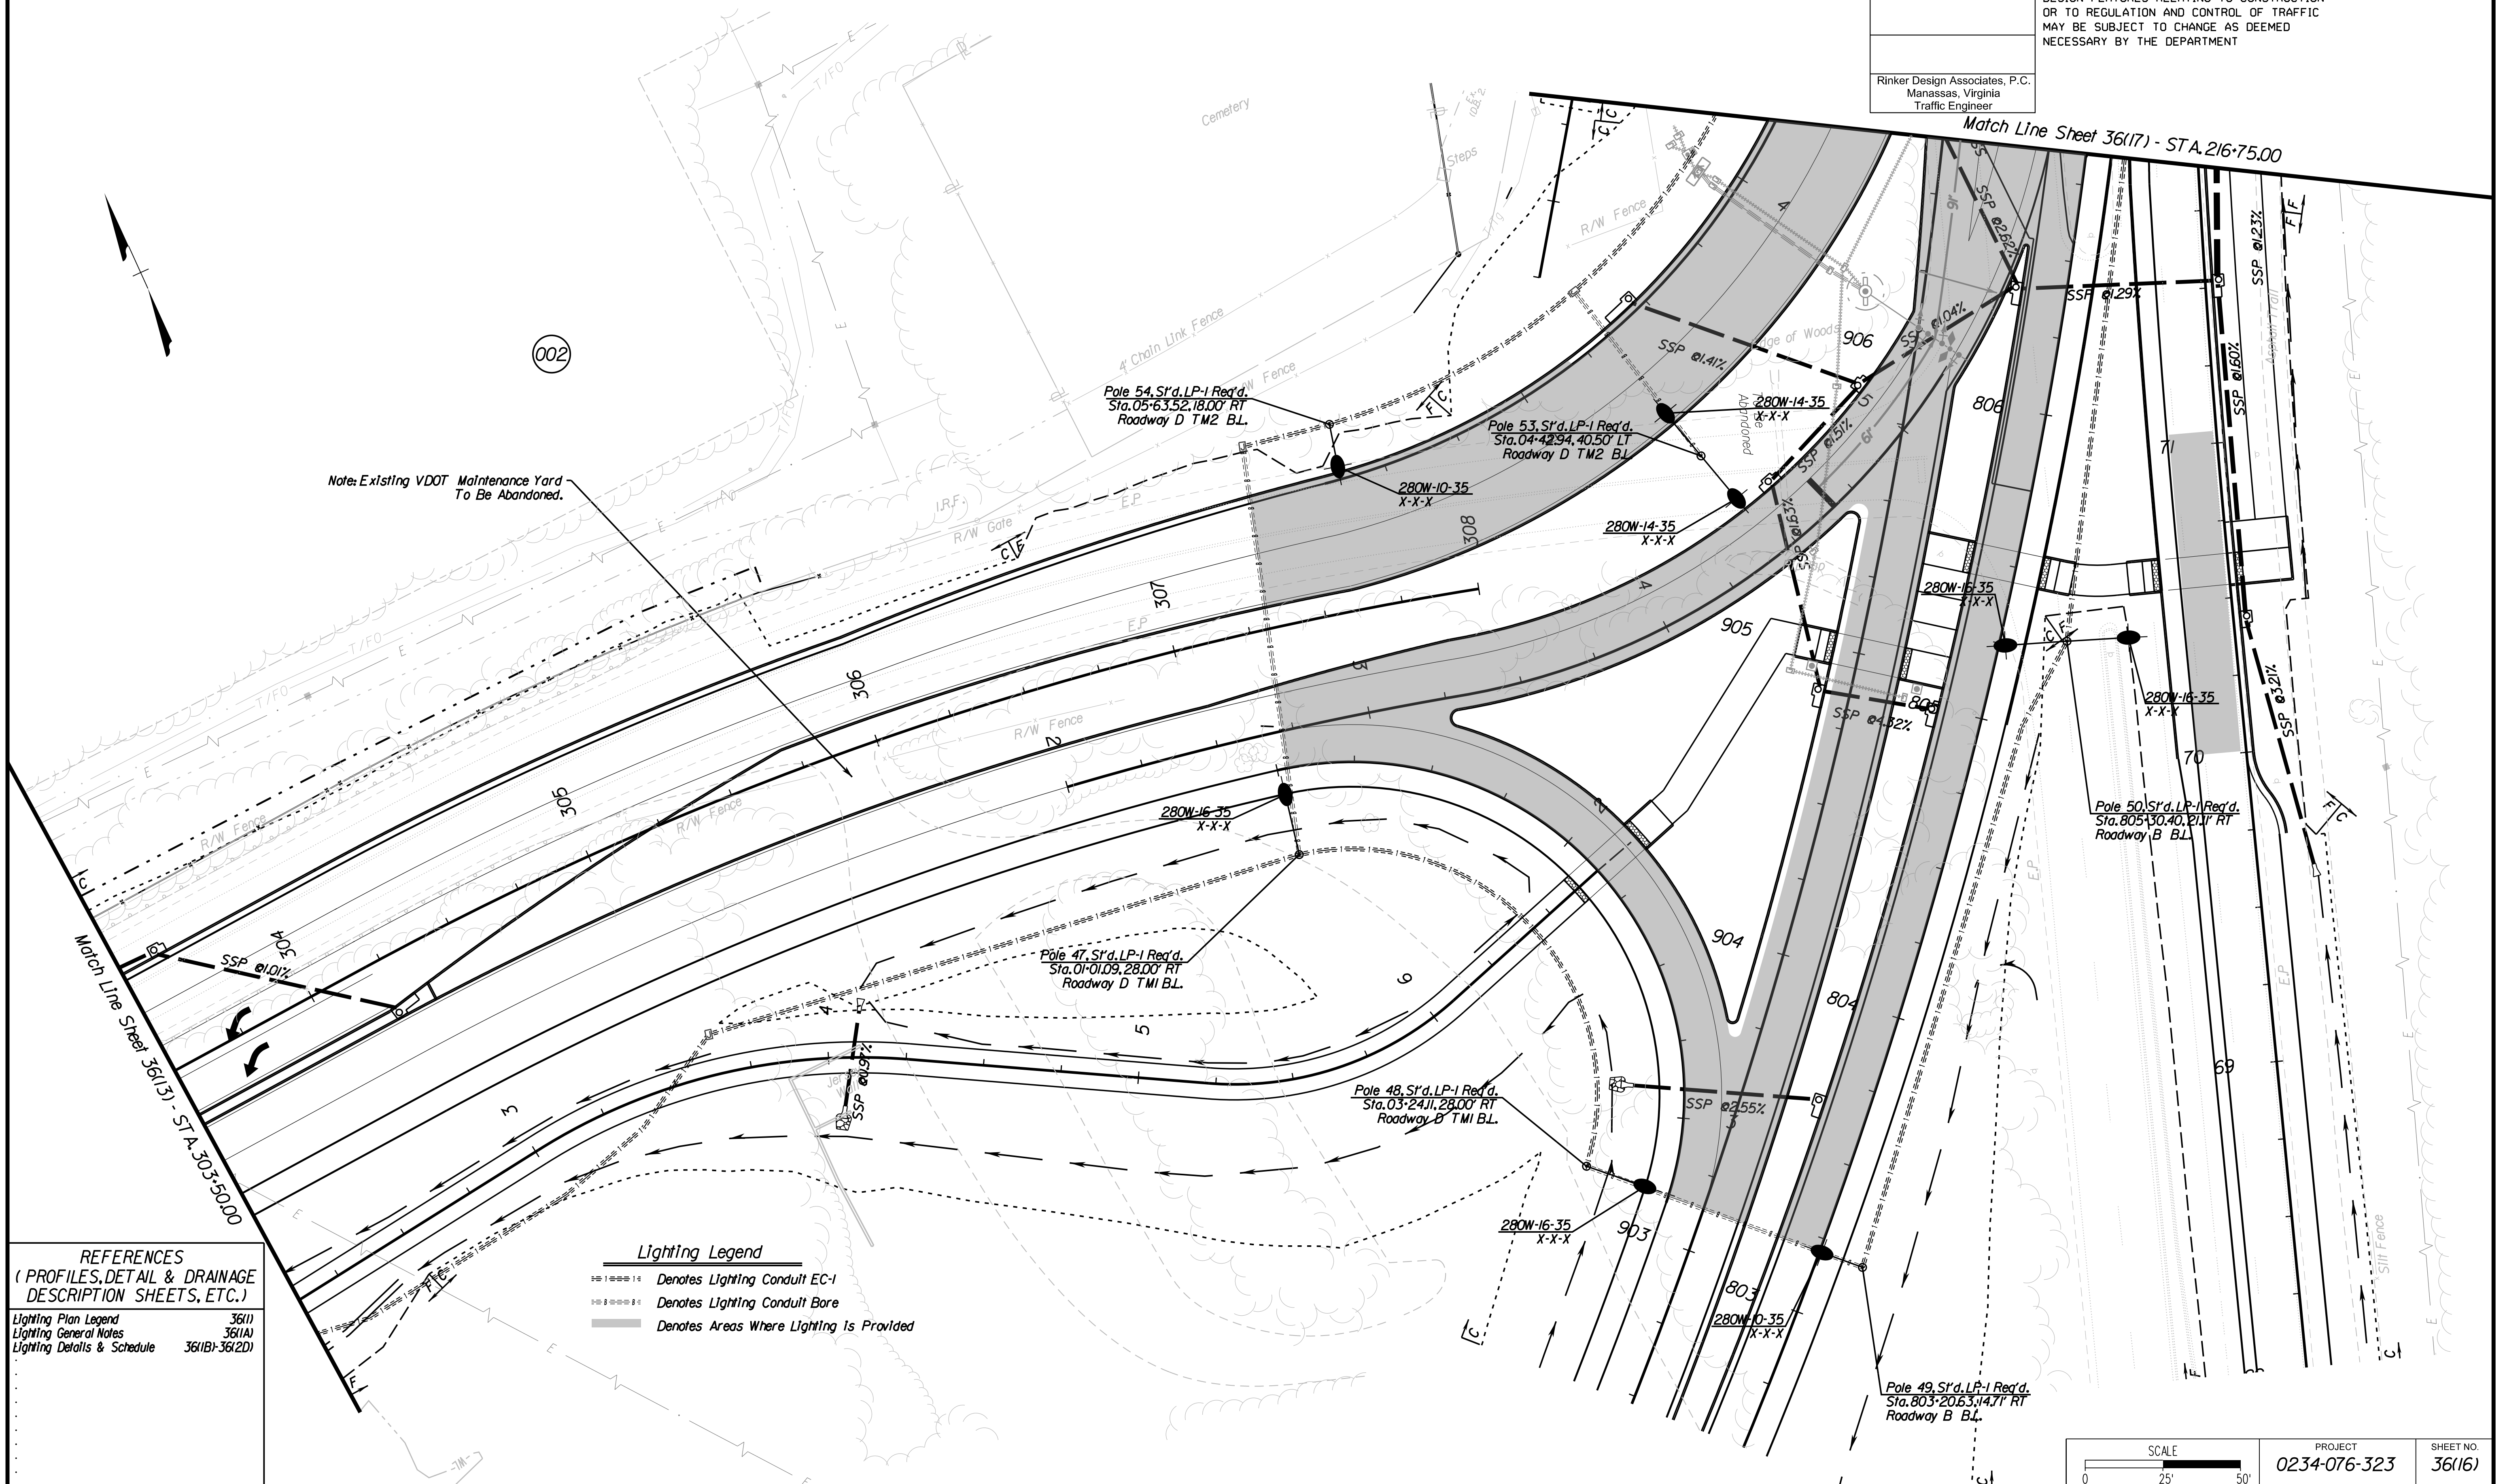 OR TO REGULATION AND CONTROL OF TRAFFIC
MAY BE SUBJECT TO CHANGE AS DEEMED
NECESSARY BY THE DEPARTMENT
Rinker Design Associates, P.C.
Manassas, Virginia
Traffic Engineer
Match Line Sheet 36(17) - STA. 216+75.00
Cemetery
Steps
R/W Fence
4' Chain Link Fence
R/W Fence
T/FO
E
002
SSP @2.62%
SSP @1.29%
SSP @1.23%
SSP @1.60%
SSP @1.04%
SSP @1.41%
SSP @1.51%
SSP @1.63%
Asphalt Trail
906
806
71
Abandoned
Pole 54, St'd. LP-1 Req'd.
Sta. 05+63.52, 18.00' RT
Roadway D TM2 B.L.
280W-14-35
X-X-X
Pole 53, St'd. LP-1 Req'd.
Sta. 04+42.94, 40.50' LT
Roadway D TM2 B.L.
280W-10-35
X-X-X
280W-14-35
X-X-X
Note: Existing VDOT Maintenance Yard
To Be Abandoned.
I.R.F.
R/W Gate
E.P.
308
307
306
305
304
905
805
280W-16-35
X-X-X
280W-16-35
X-X-X
SSP @4.32%
SSP @3.21%
70
R/W Fence
R/W Fence
R/W Fence
280W-16-35
X-X-X
Pole 50, St'd. LP-1 Req'd.
Sta. 805+30.40, 21.11' RT
Roadway B B.L.
Pole 47, St'd. LP-1 Req'd.
Sta. 01+01.09, 28.00' RT
Roadway D TM1 B.L.
904
804
69
SSP @1.01%
Match Line Sheet 36(13) - STA. 303+50.00
SSP @0.97%
Pole 48, St'd. LP-1 Req'd.
Sta. 03+24.11, 28.00' RT
Roadway D TM1 B.L.
SSP @2.55%
280W-16-35
X-X-X
903
803
280W-10-35
X-X-X
Silt Fence
Pole 49, St'd. LP-1 Req'd.
Sta. 803+20.63, 14.71' RT
Roadway B B.L.
REFERENCES
( PROFILES, DETAIL & DRAINAGE
DESCRIPTION SHEETS, ETC.)
Lighting Plan Legend 36(1)
Lighting General Notes 36(1A)
Lighting Details & Schedule 36(1B)-36(2D)
Lighting Legend
Denotes Lighting Conduit EC-1
Denotes Lighting Conduit Bore
Denotes Areas Where Lighting is Provided
SCALE
0 25' 50'
PROJECT
0234-076-323
SHEET NO.
36(16)